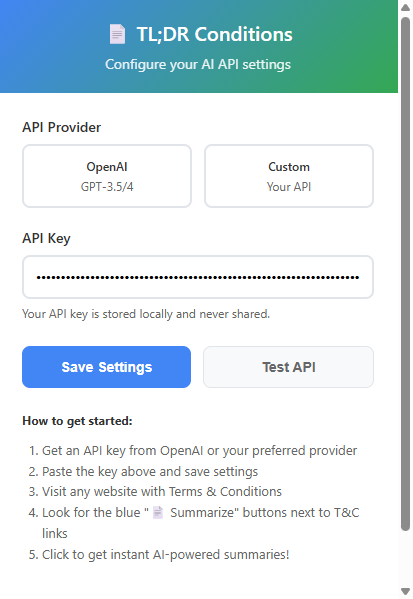 📄 TL;DR Conditions
Configure your AI API settings
API Provider
OpenAI
GPT-3.5/4
Custom
Your API
API Key
••••••••••••••••••••••••••••••••••••••••••••••••••••••••••••••••
Your API key is stored locally and never shared.
Save Settings
Test API
How to get started:
1. Get an API key from OpenAI or your preferred provider
2. Paste the key above and save settings
3. Visit any website with Terms & Conditions
4. Look for the blue "📄 Summarize" buttons next to T&C
links
5. Click to get instant AI-powered summaries!